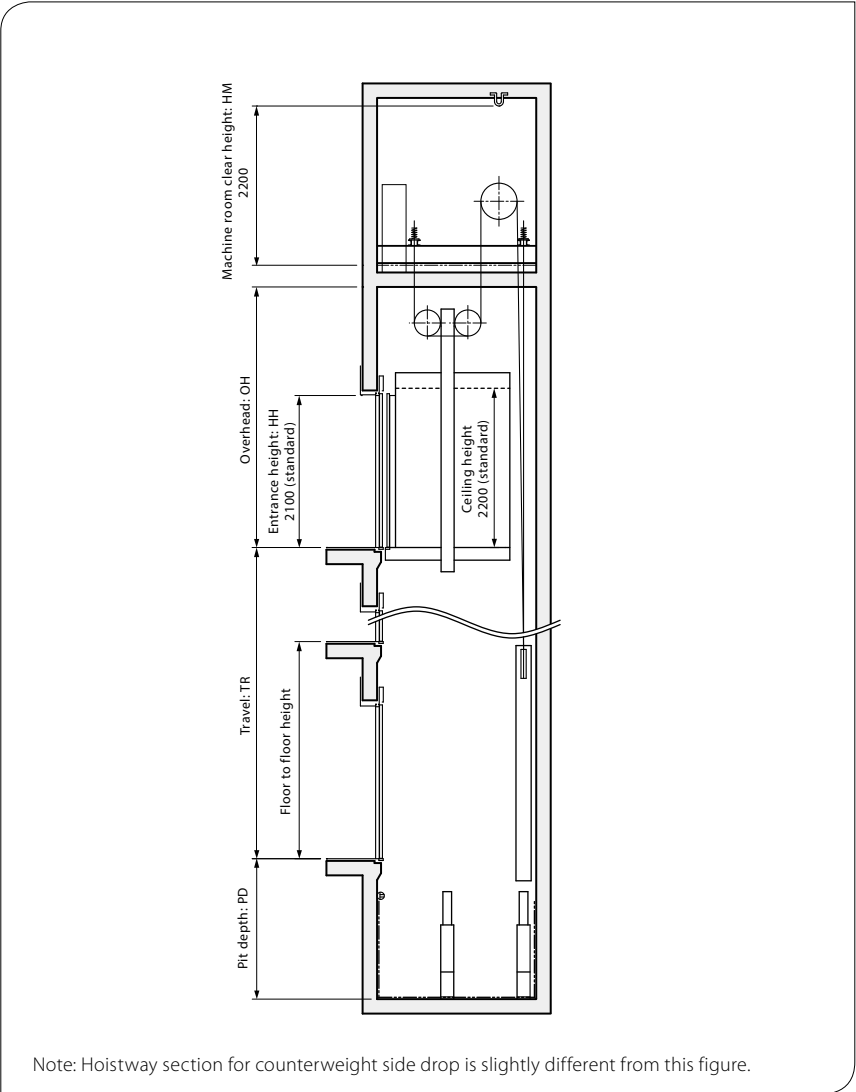 Machine room clear height: HM
2200
Overhead: OH
Entrance height: HH
2100 (standard)
Ceiling height
2200 (standard)
Travel: TR
Floor to floor height
Pit depth: PD
Note: Hoistway section for counterweight side drop is slightly different from this figure.